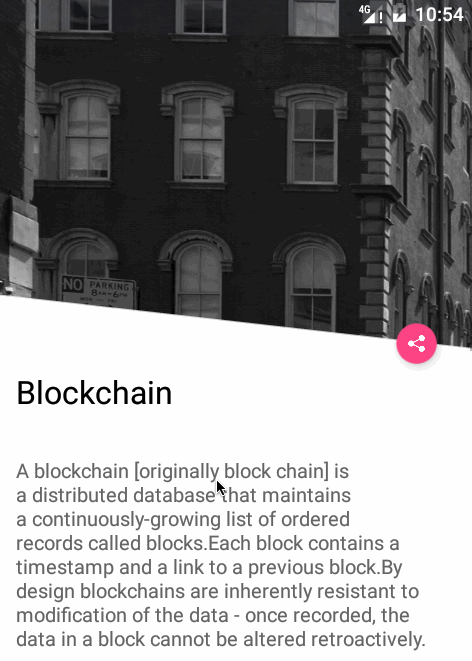 4G 10:54
NO PARKING
8AM-6PM
Blockchain
A blockchain [originally block chain] is
a distributed database that maintains
a continuously-growing list of ordered
records called blocks.Each block contains a
timestamp and a link to a previous block.By
design blockchains are inherently resistant to
modification of the data - once recorded, the
data in a block cannot be altered retroactively.